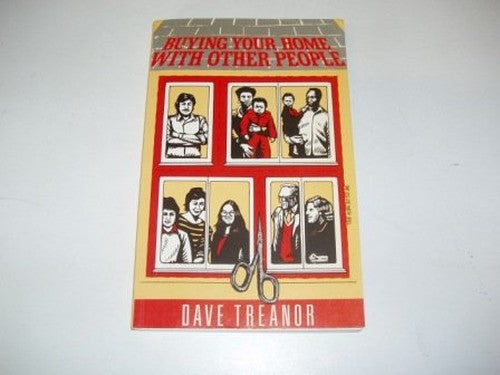 BUYING YOUR HOME
WITH OTHER PEOPLE
DAVE TREANOR